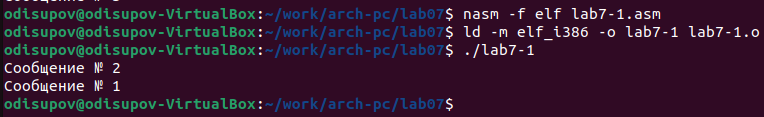 odisupov@odisupov-VirtualBox:~/work/arch-pc/lab07$ nasm -f elf lab7-1.asm
odisupov@odisupov-VirtualBox:~/work/arch-pc/lab07$ ld -m elf_i386 -o lab7-1 lab7-1.o
odisupov@odisupov-VirtualBox:~/work/arch-pc/lab07$ ./lab7-1
Сообщение № 2
Сообщение № 1
odisupov@odisupov-VirtualBox:~/work/arch-pc/lab07$